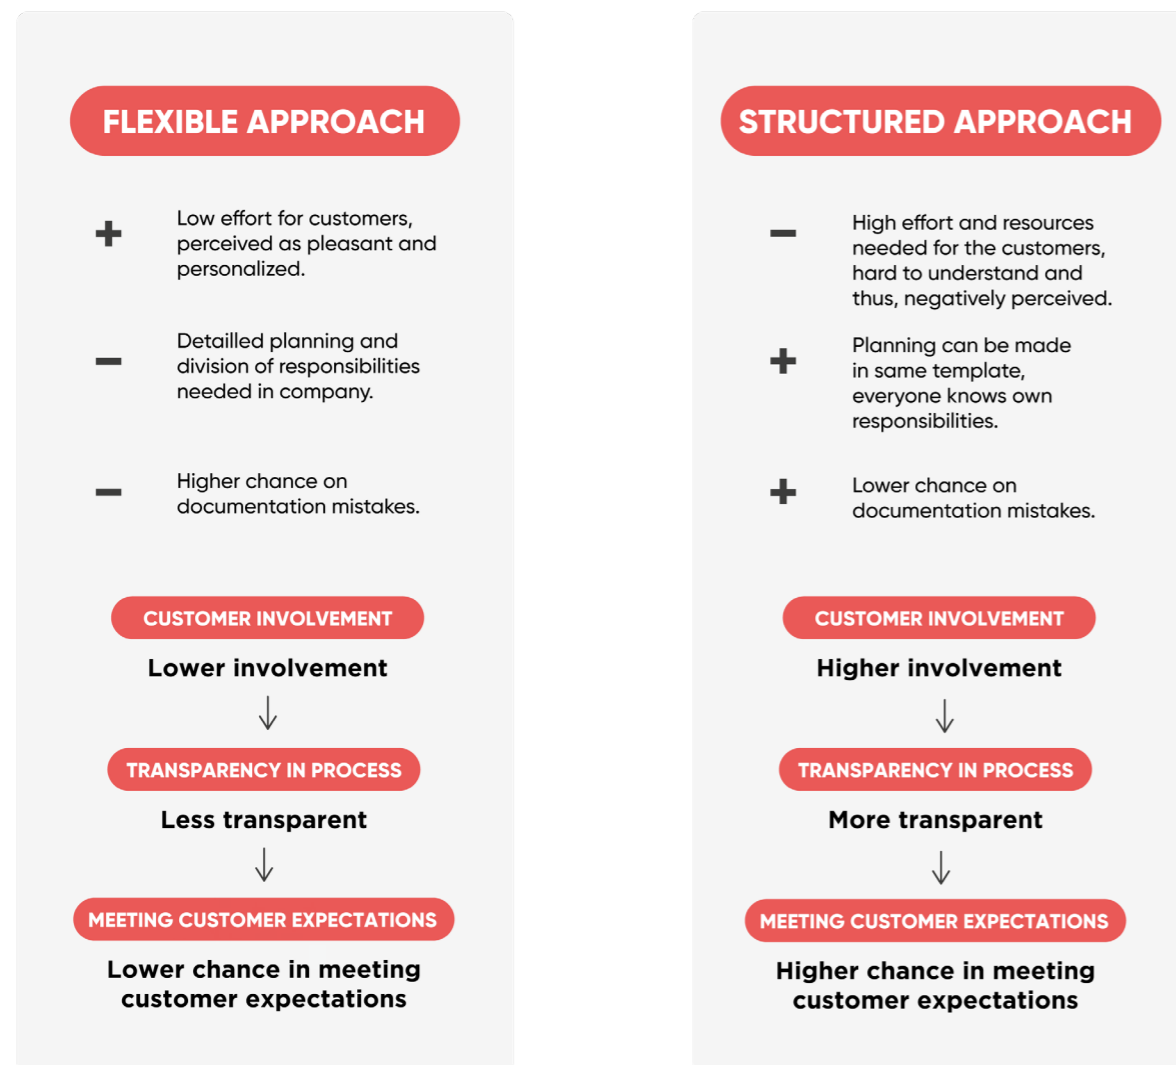 FLEXIBLE APPROACH
+
Low effort for customers,
perceived as pleasant and
personalized.
−
Detailled planning and
division of responsibilities
needed in company.
−
Higher chance on
documentation mistakes.
CUSTOMER INVOLVEMENT
Lower involvement
↓
TRANSPARENCY IN PROCESS
Less transparent
↓
MEETING CUSTOMER EXPECTATIONS
Lower chance in meeting
customer expectations
STRUCTURED APPROACH
−
High effort and resources
needed for the customers,
hard to understand and
thus, negatively perceived.
+
Planning can be made
in same template,
everyone knows own
responsibilities.
+
Lower chance on
documentation mistakes.
CUSTOMER INVOLVEMENT
Higher involvement
↓
TRANSPARENCY IN PROCESS
More transparent
↓
MEETING CUSTOMER EXPECTATIONS
Higher chance in meeting
customer expectations